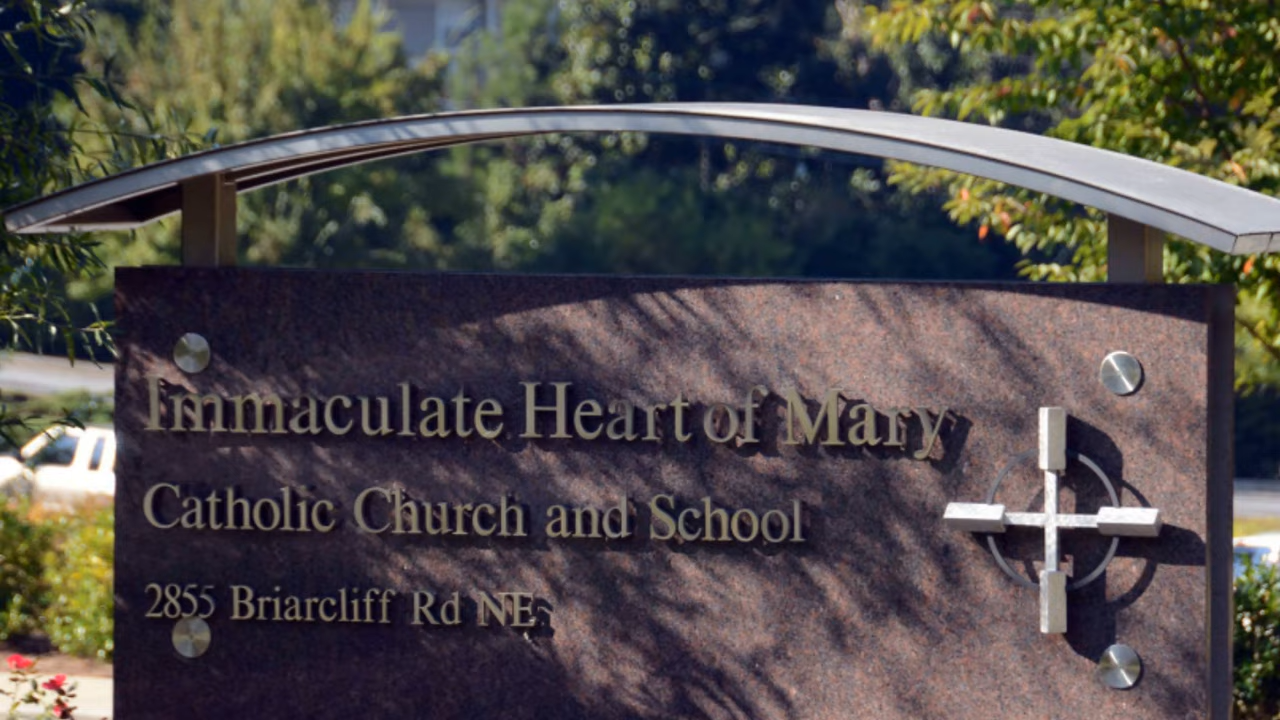 Immaculate Heart of Mary
Catholic Church and School
2855 Briarcliff Rd NE